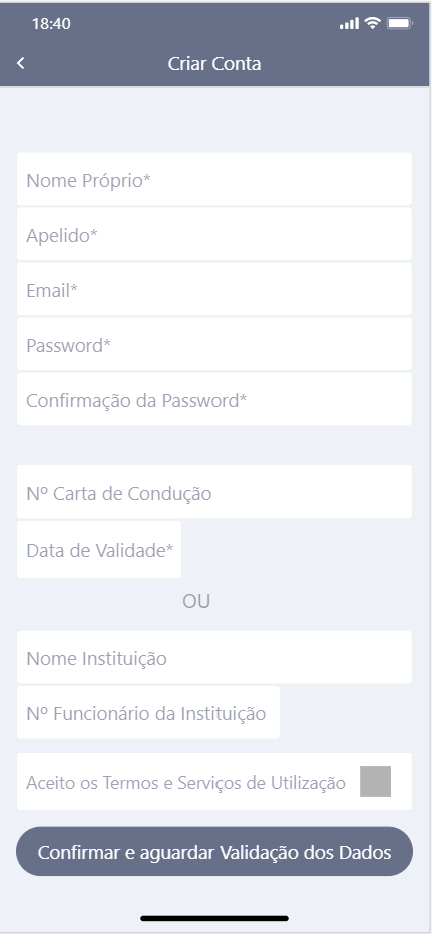 18:40
Criar Conta
Nome Próprio*
Apelido*
Email*
Password*
Confirmação da Password*
Nº Carta de Condução
Data de Validade*
OU
Nome Instituição
Nº Funcionário da Instituição
Aceito os Termos e Serviços de Utilização
Confirmar e aguardar Validação dos Dados